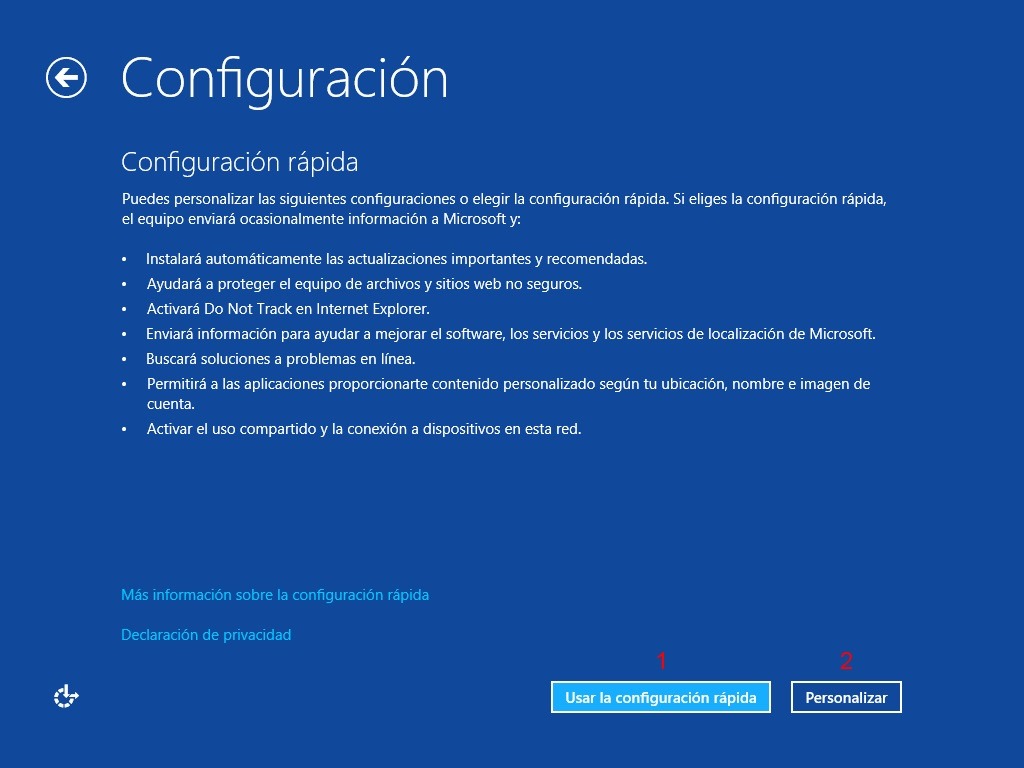 Configuración
Configuración rápida
Puedes personalizar las siguientes configuraciones o elegir la configuración rápida. Si eliges la configuración rápida,
el equipo enviará ocasionalmente información a Microsoft y:
• Instalará automáticamente las actualizaciones importantes y recomendadas.
• Ayudará a proteger el equipo de archivos y sitios web no seguros.
• Activará Do Not Track en Internet Explorer.
• Enviará información para ayudar a mejorar el software, los servicios y los servicios de localización de Microsoft.
• Buscará soluciones a problemas en línea.
• Permitirá a las aplicaciones proporcionarte contenido personalizado según tu ubicación, nombre e imagen de
cuenta.
• Activar el uso compartido y la conexión a dispositivos en esta red.
Más información sobre la configuración rápida
Declaración de privacidad
1 2
Usar la configuración rápida Personalizar